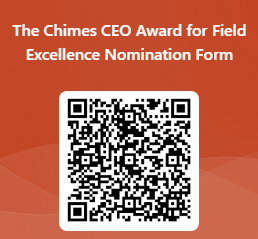 The Chimes CEO Award for Field
Excellence Nomination Form